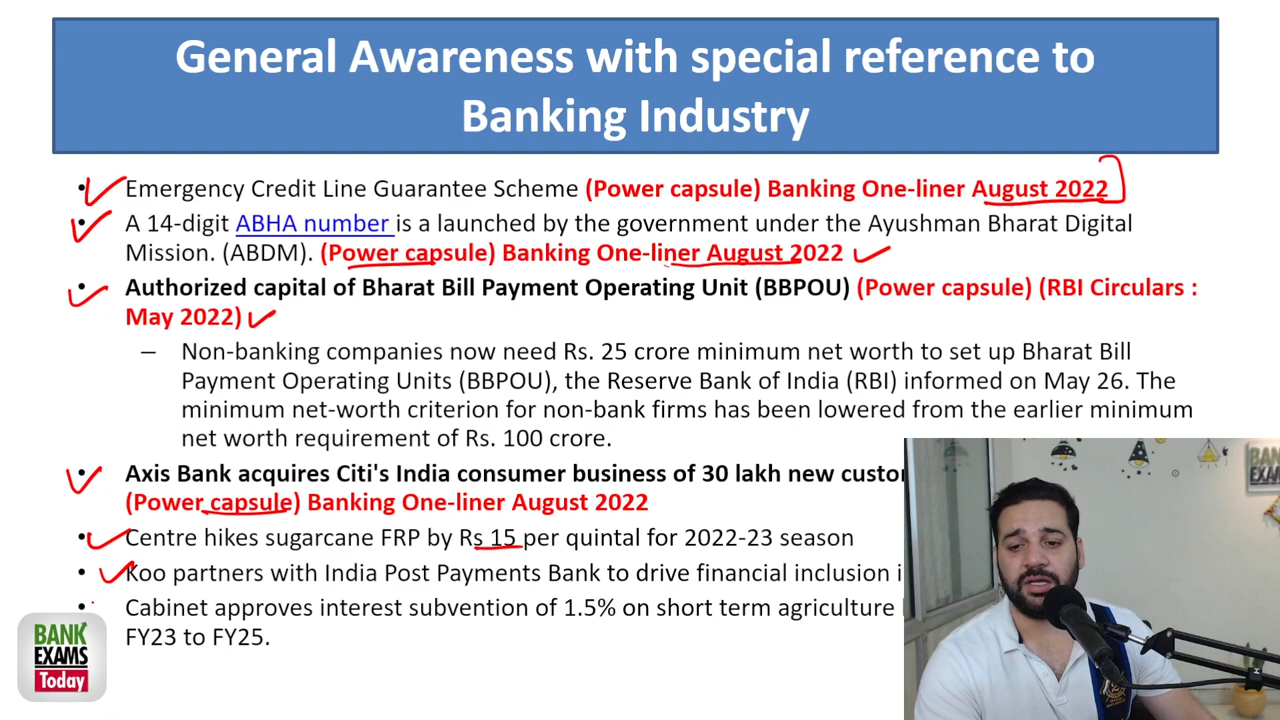 General Awareness with special reference to
Banking Industry
• Emergency Credit Line Guarantee Scheme (Power capsule) Banking One-liner August 2022
• A 14-digit ABHA number is a launched by the government under the Ayushman Bharat Digital
Mission. (ABDM). (Power capsule) Banking One-liner August 2022
• Authorized capital of Bharat Bill Payment Operating Unit (BBPOU) (Power capsule) (RBI Circulars :
May 2022)
– Non-banking companies now need Rs. 25 crore minimum net worth to set up Bharat Bill
Payment Operating Units (BBPOU), the Reserve Bank of India (RBI) informed on May 26. The
minimum net-worth criterion for non-bank firms has been lowered from the earlier minimum
net worth requirement of Rs. 100 crore.
• Axis Bank acquires Citi's India consumer business of 30 lakh new
(Power capsule) Banking One-liner August 2022
• Centre hikes sugarcane FRP by Rs 15 per quintal for 2022-23 season
• Koo partners with India Post Payments Bank to drive financial inclusion
• Cabinet approves interest subvention of 1.5% on short term agriculture
FY23 to FY25.
BANK
EXAMS
Today